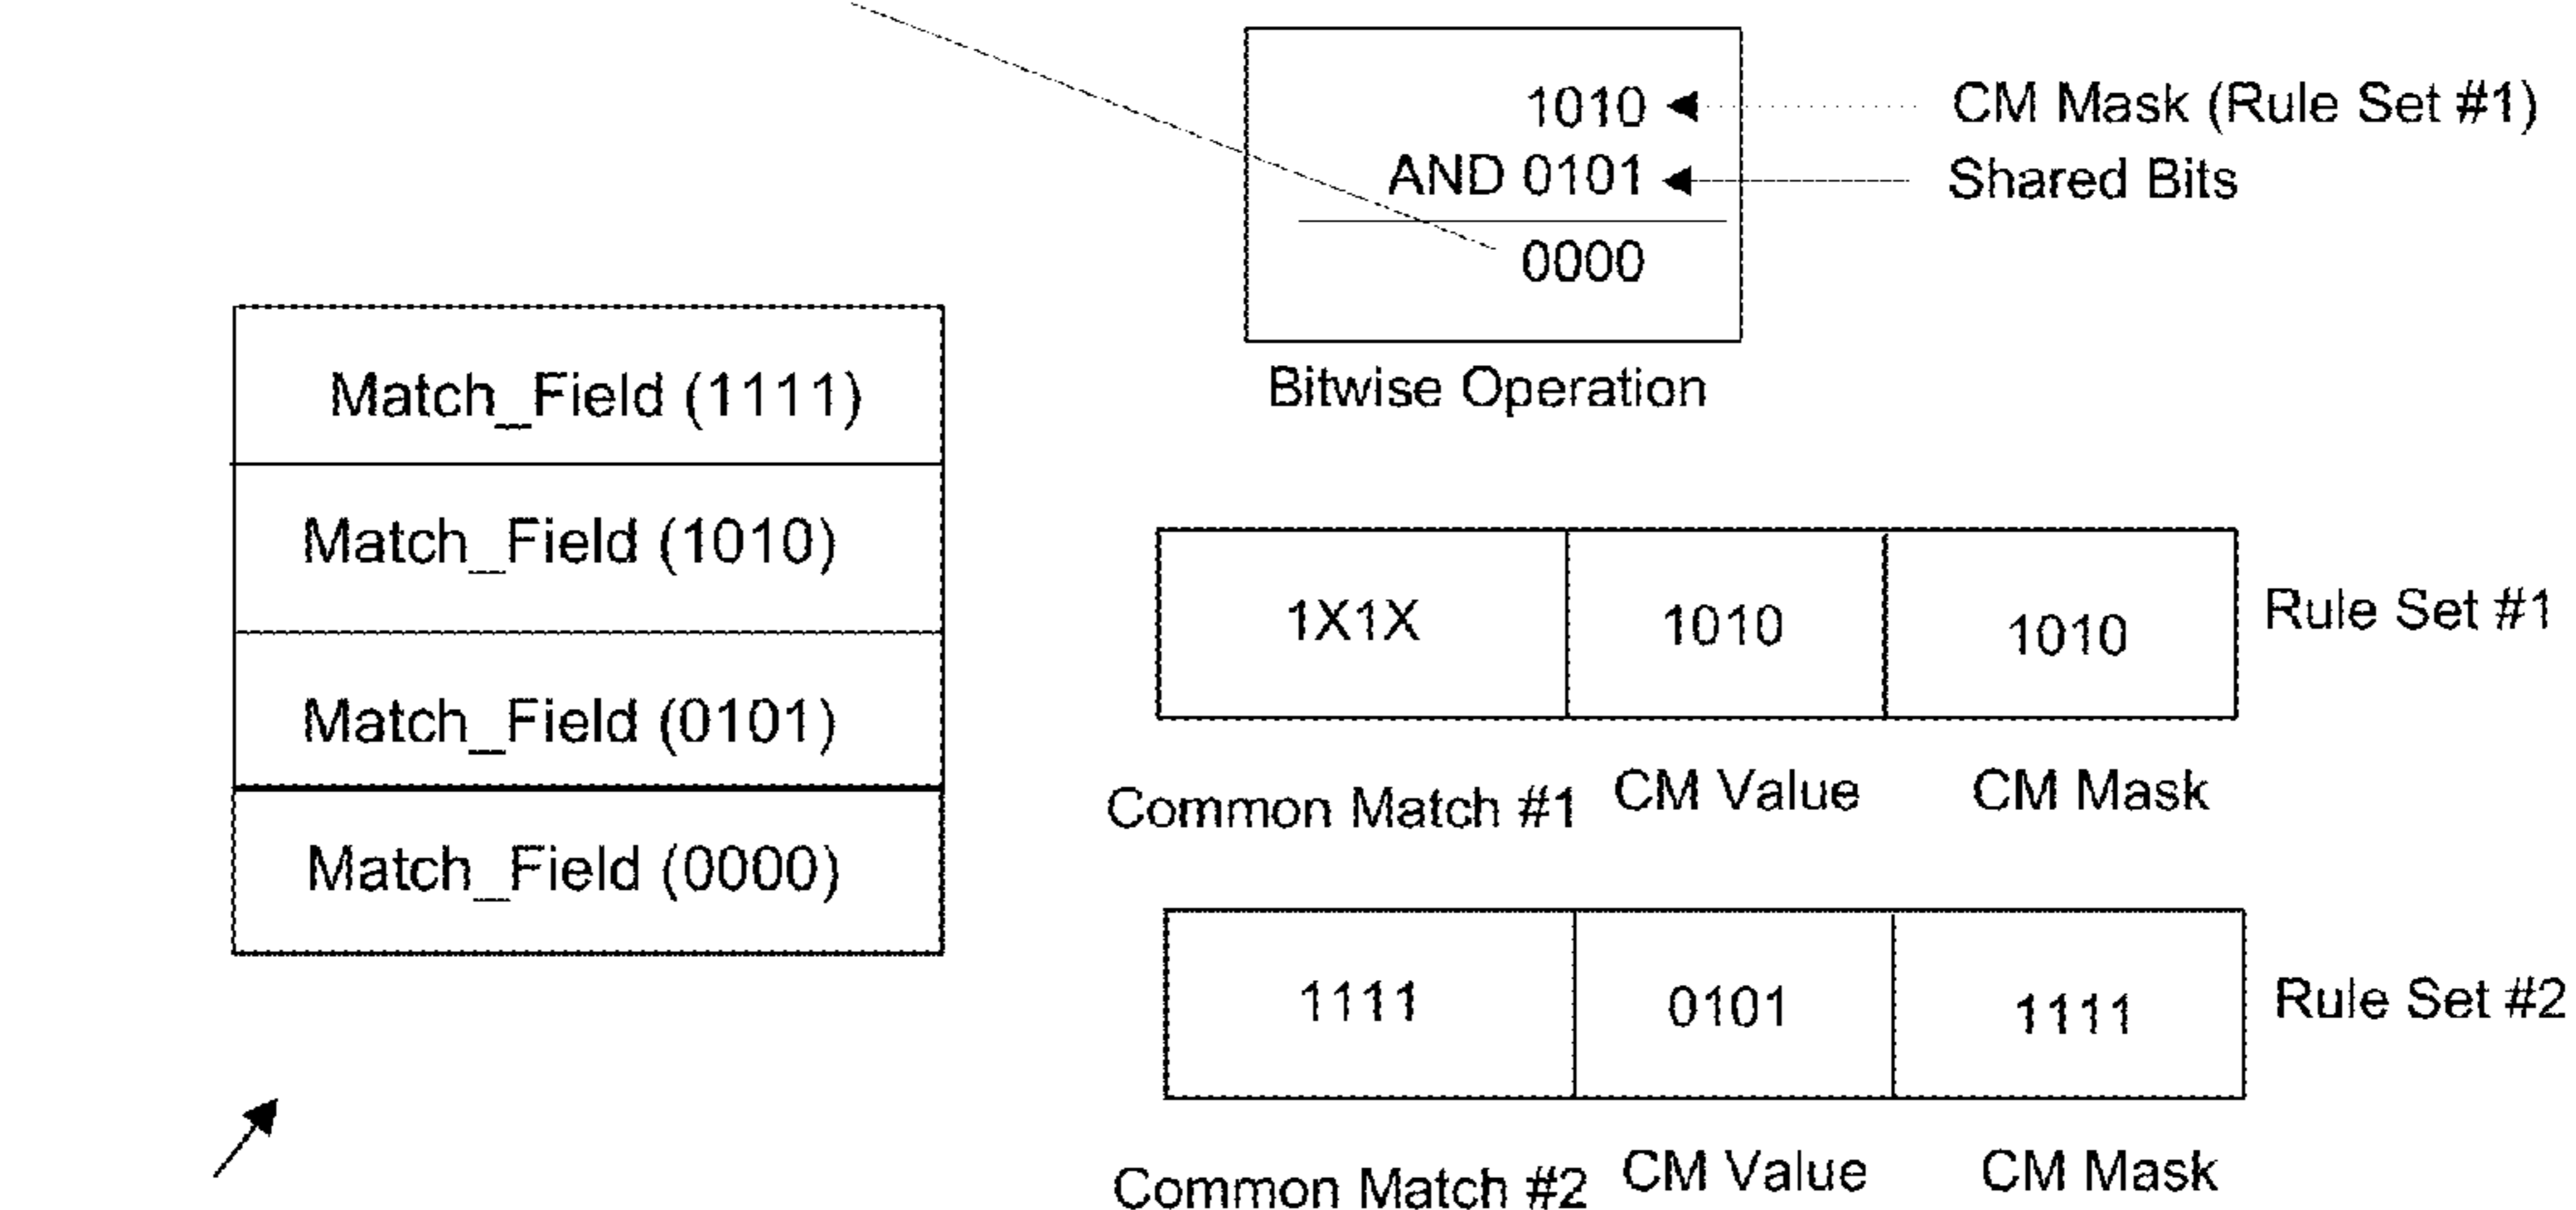 1010
CM Mask (Rule Set #1)
AND 0101
Shared Bits
0000
Bitwise Operation
Match_Field (1111)
Match_Field (1010)
Match_Field (0101)
Match_Field (0000)
1X1X
1010
1010
Rule Set #1
Common Match #1
CM Value
CM Mask
1111
0101
1111
Rule Set #2
Common Match #2
CM Value
CM Mask